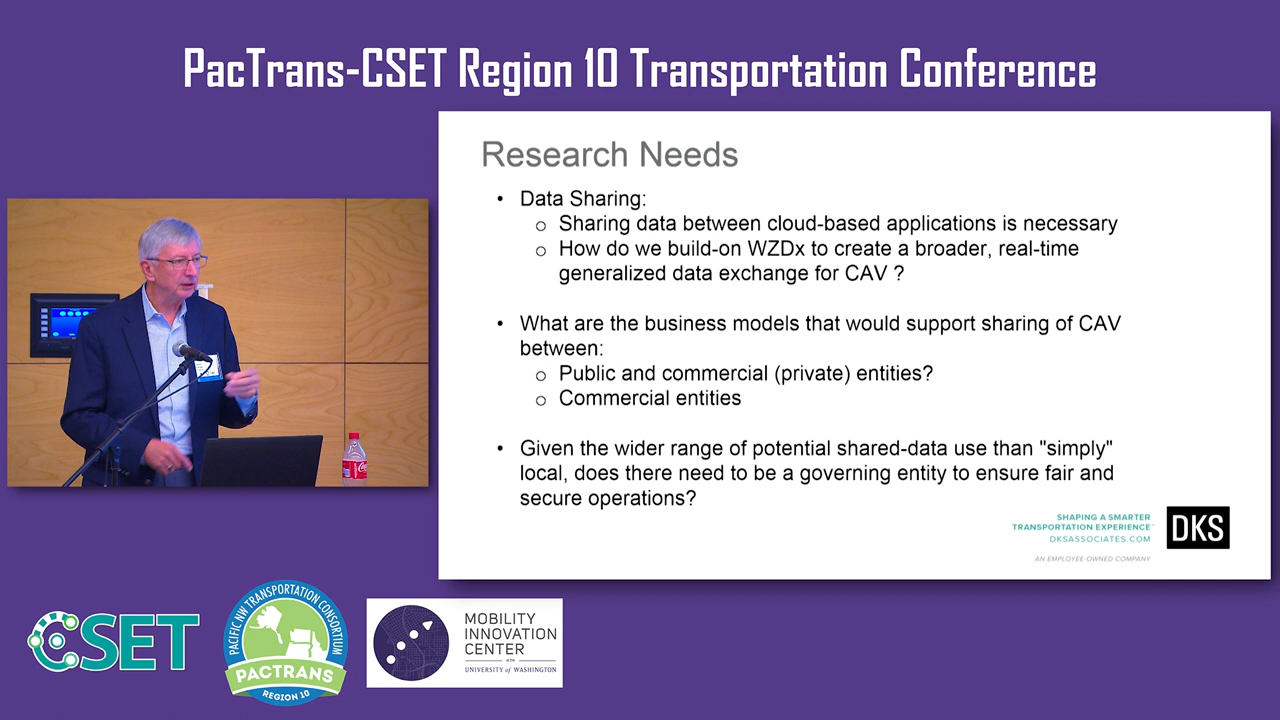 PacTrans-CSET Region 10 Transportation Conference
Research Needs
• Data Sharing:
o Sharing data between cloud-based applications is necessary
o How do we build-on WZDx to create a broader, real-time
generalized data exchange for CAV ?
• What are the business models that would support sharing of CAV
between:
o Public and commercial (private) entities?
o Commercial entities
• Given the wider range of potential shared-data use than "simply"
local, does there need to be a governing entity to ensure fair and
secure operations?
SHAPING A SMARTER
TRANSPORTATION EXPERIENCE™
DKSASSOCIATES.COM
AN EMPLOYEE-OWNED COMPANY
DKS
CSET
PACIFIC NW TRANSPORTATION CONSORTIUM
PACTRANS
REGION 10
MOBILITY
INNOVATION
CENTER
UNIVERSITY of WASHINGTON